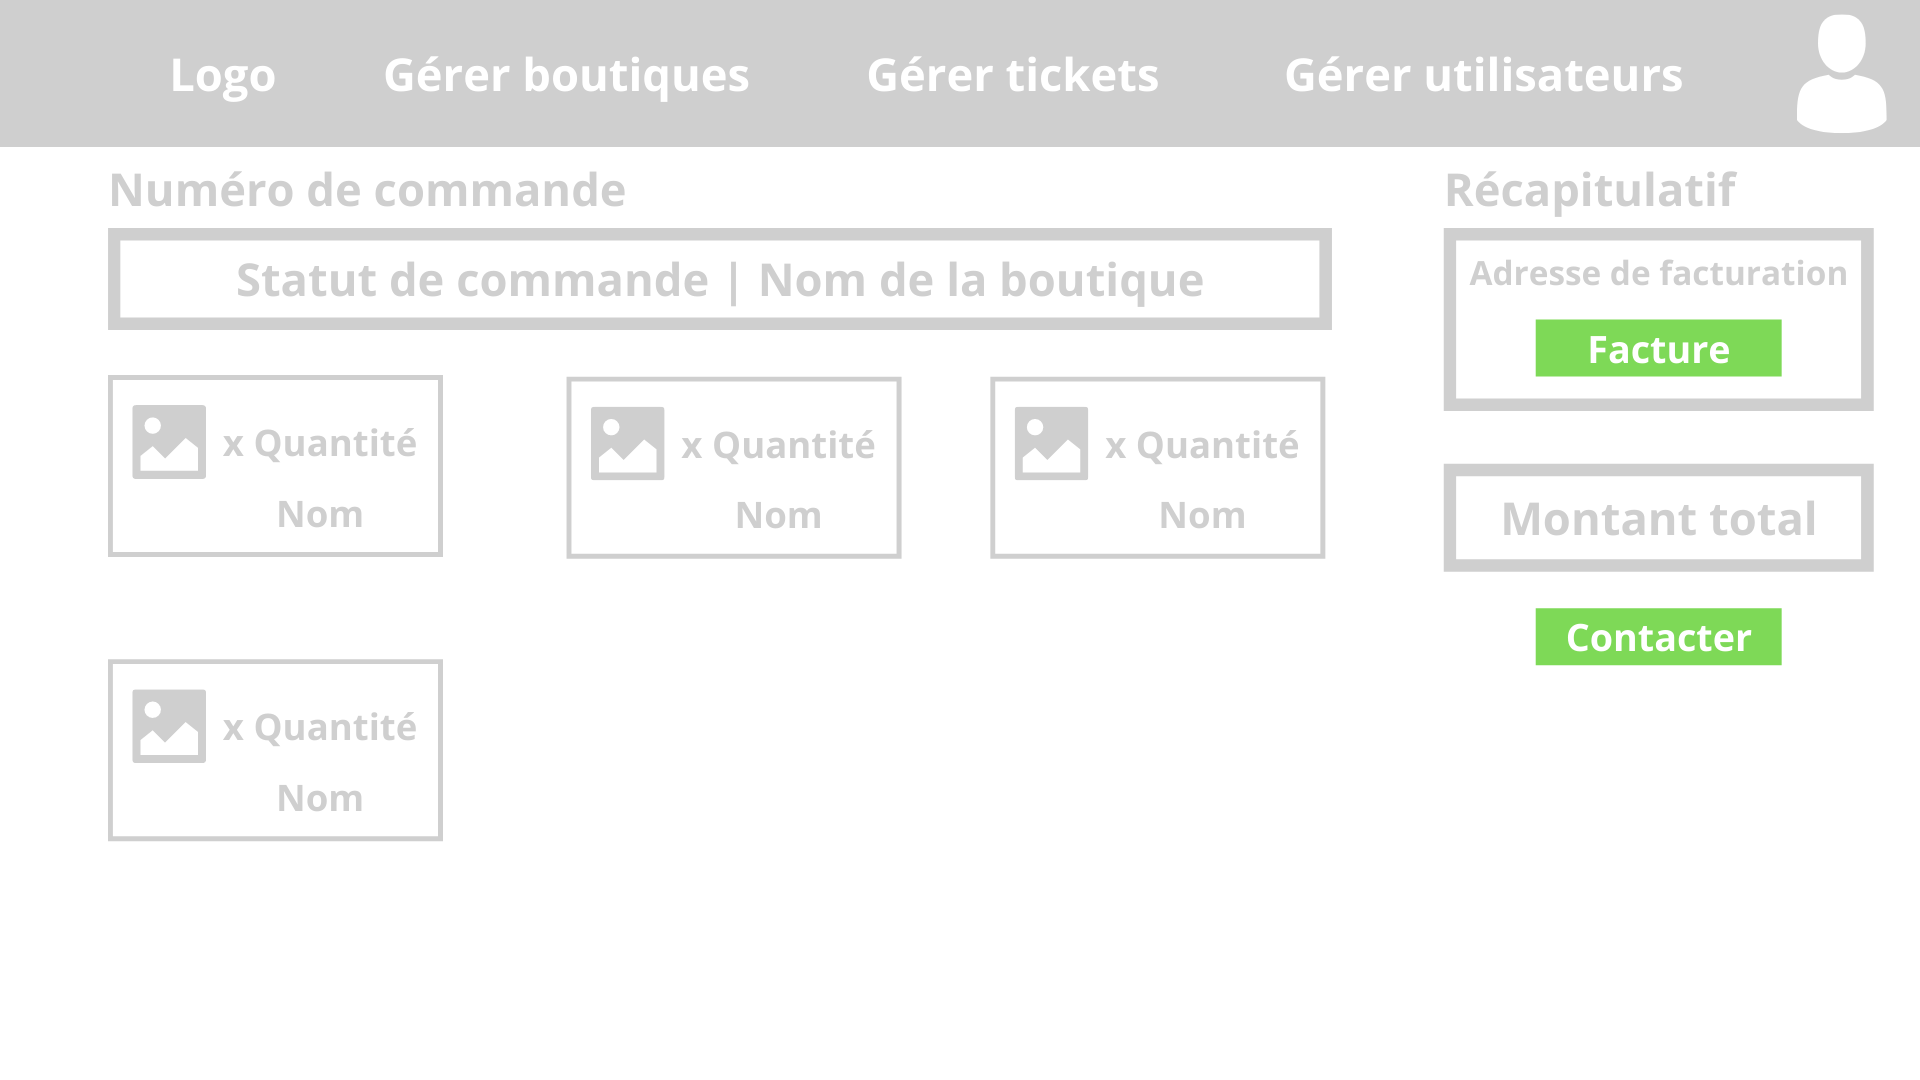 Logo
Gérer boutiques
Gérer tickets
Gérer utilisateurs
Numéro de commande
Statut de commande | Nom de la boutique
x Quantité
Nom
x Quantité
Nom
x Quantité
Nom
x Quantité
Nom
Récapitulatif
Adresse de facturation
Facture
Montant total
Contacter